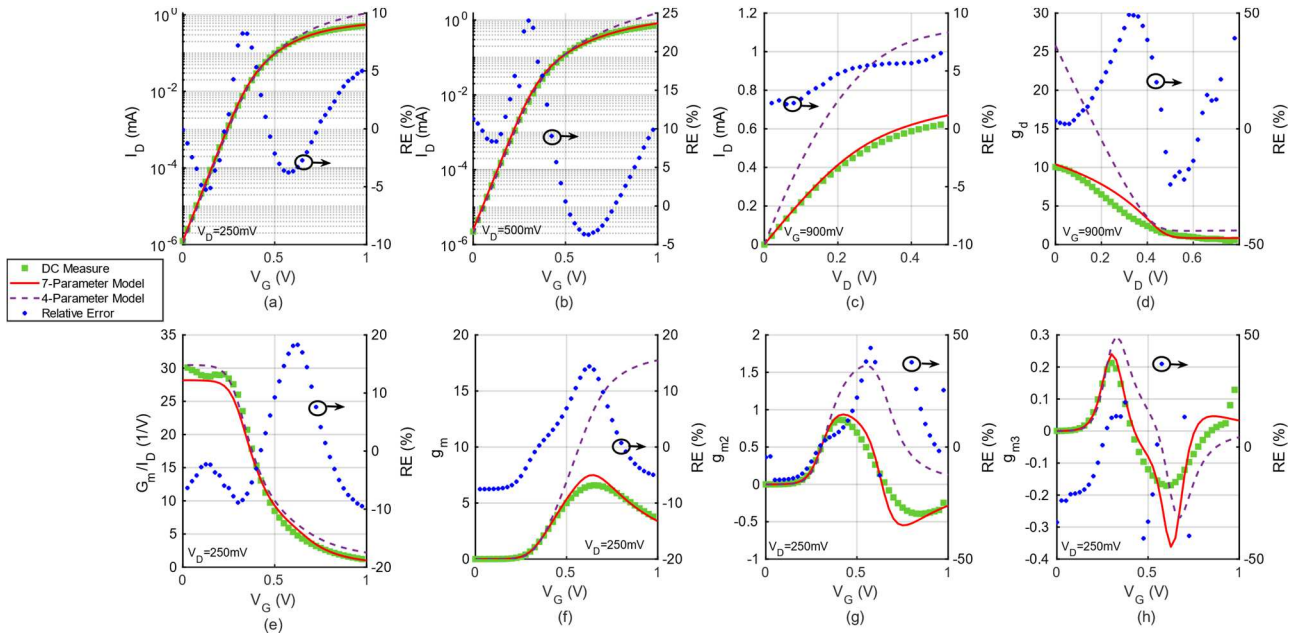 10^0
10^-2
10^-4
10^-6
I_D (mA)
10
5
0
-5
-10
RE (%)
V_D=250mV
0 0.5 1
V_G (V)
(a)
10^0
10^-2
10^-4
10^-6
I_D (mA)
25
20
15
10
5
0
-5
RE (%)
V_D=500mV
0 0.5 1
V_G (V)
(b)
1.2
1
0.8
0.6
0.4
0.2
0
I_D (mA)
10
5
0
-5
-10
RE (%)
V_G=900mV
0 0.2 0.4
V_D (V)
(c)
30
25
20
15
10
5
0
g_d
50
0
-50
RE (%)
V_G=900mV
0 0.2 0.4 0.6
V_D (V)
(d)
DC Measure
7-Parameter Model
4-Parameter Model
Relative Error
35
30
25
20
15
10
5
0
G_m/I_D (1/V)
20
10
0
-10
-20
RE (%)
V_D=250mV
0 0.5 1
V_G (V)
(e)
20
15
10
5
0
g_m
20
15
10
5
0
-5
-10
-15
-20
RE (%)
V_D=250mV
0 0.5 1
V_G (V)
(f)
2
1.5
1
0.5
0
-0.5
-1
g_m2
50
0
-50
RE (%)
V_D=250mV
0 0.5 1
V_G (V)
(g)
0.3
0.2
0.1
0
-0.1
-0.2
-0.3
-0.4
g_m3
50
0
-50
RE (%)
V_D=250mV
0 0.5 1
V_G (V)
(h)